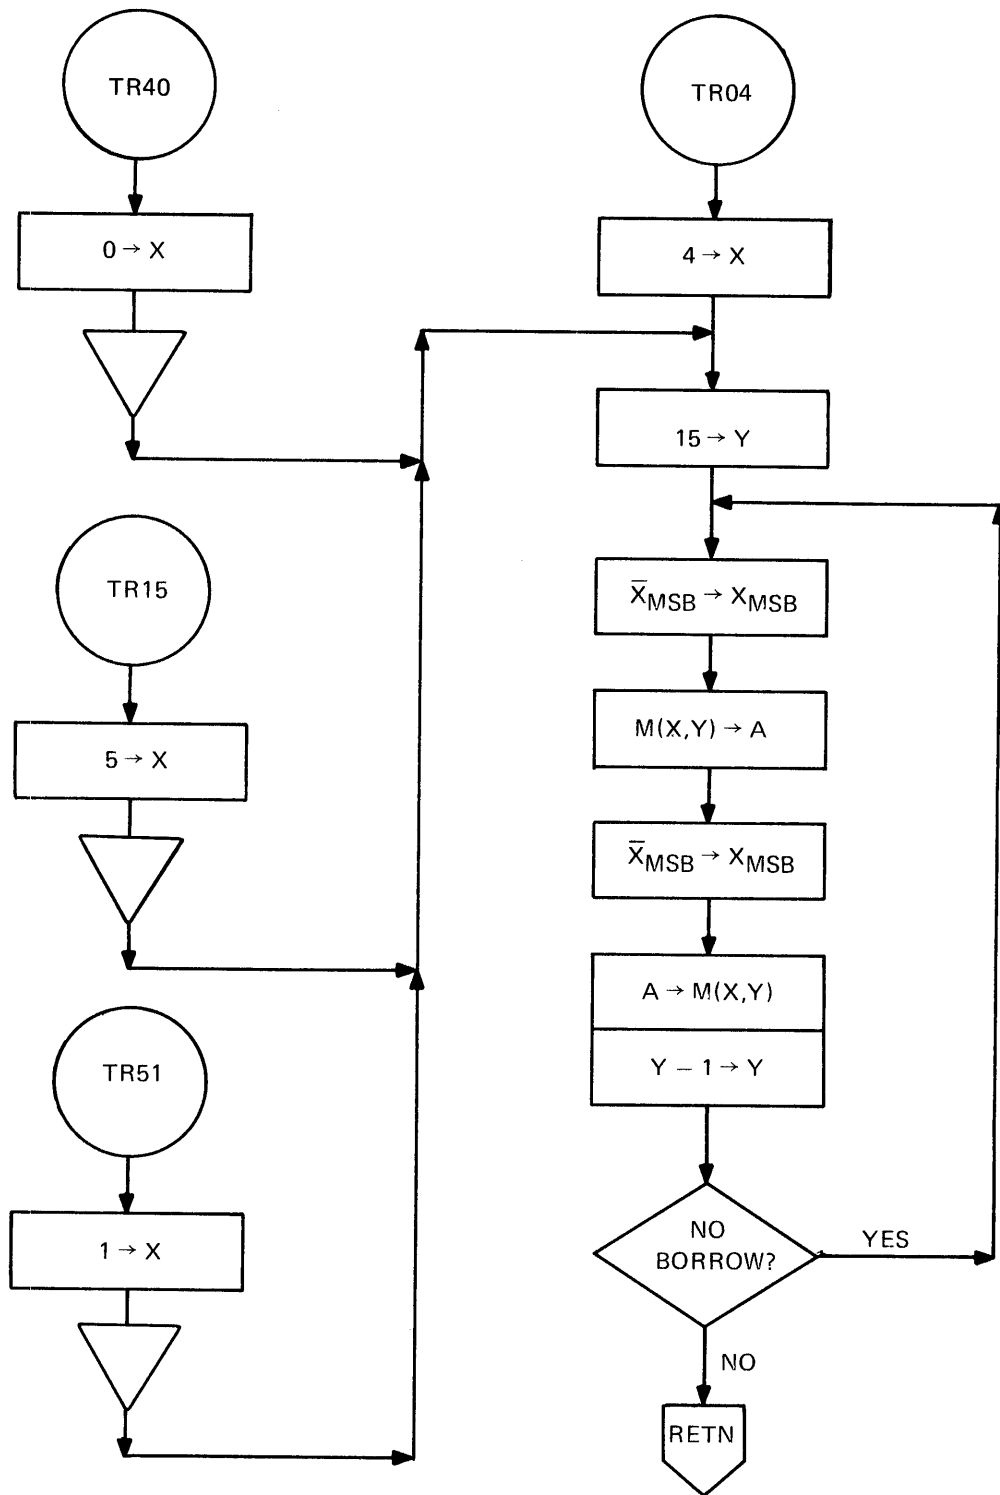 TR40
0 → X
TR15
5 → X
TR51
1 → X
TR04
4 → X
15 → Y
X̅MSB → XMSB
M(X,Y) → A
X̅MSB → XMSB
A → M(X,Y)
Y − 1 → Y
NO
BORROW?
YES
NO
RETN